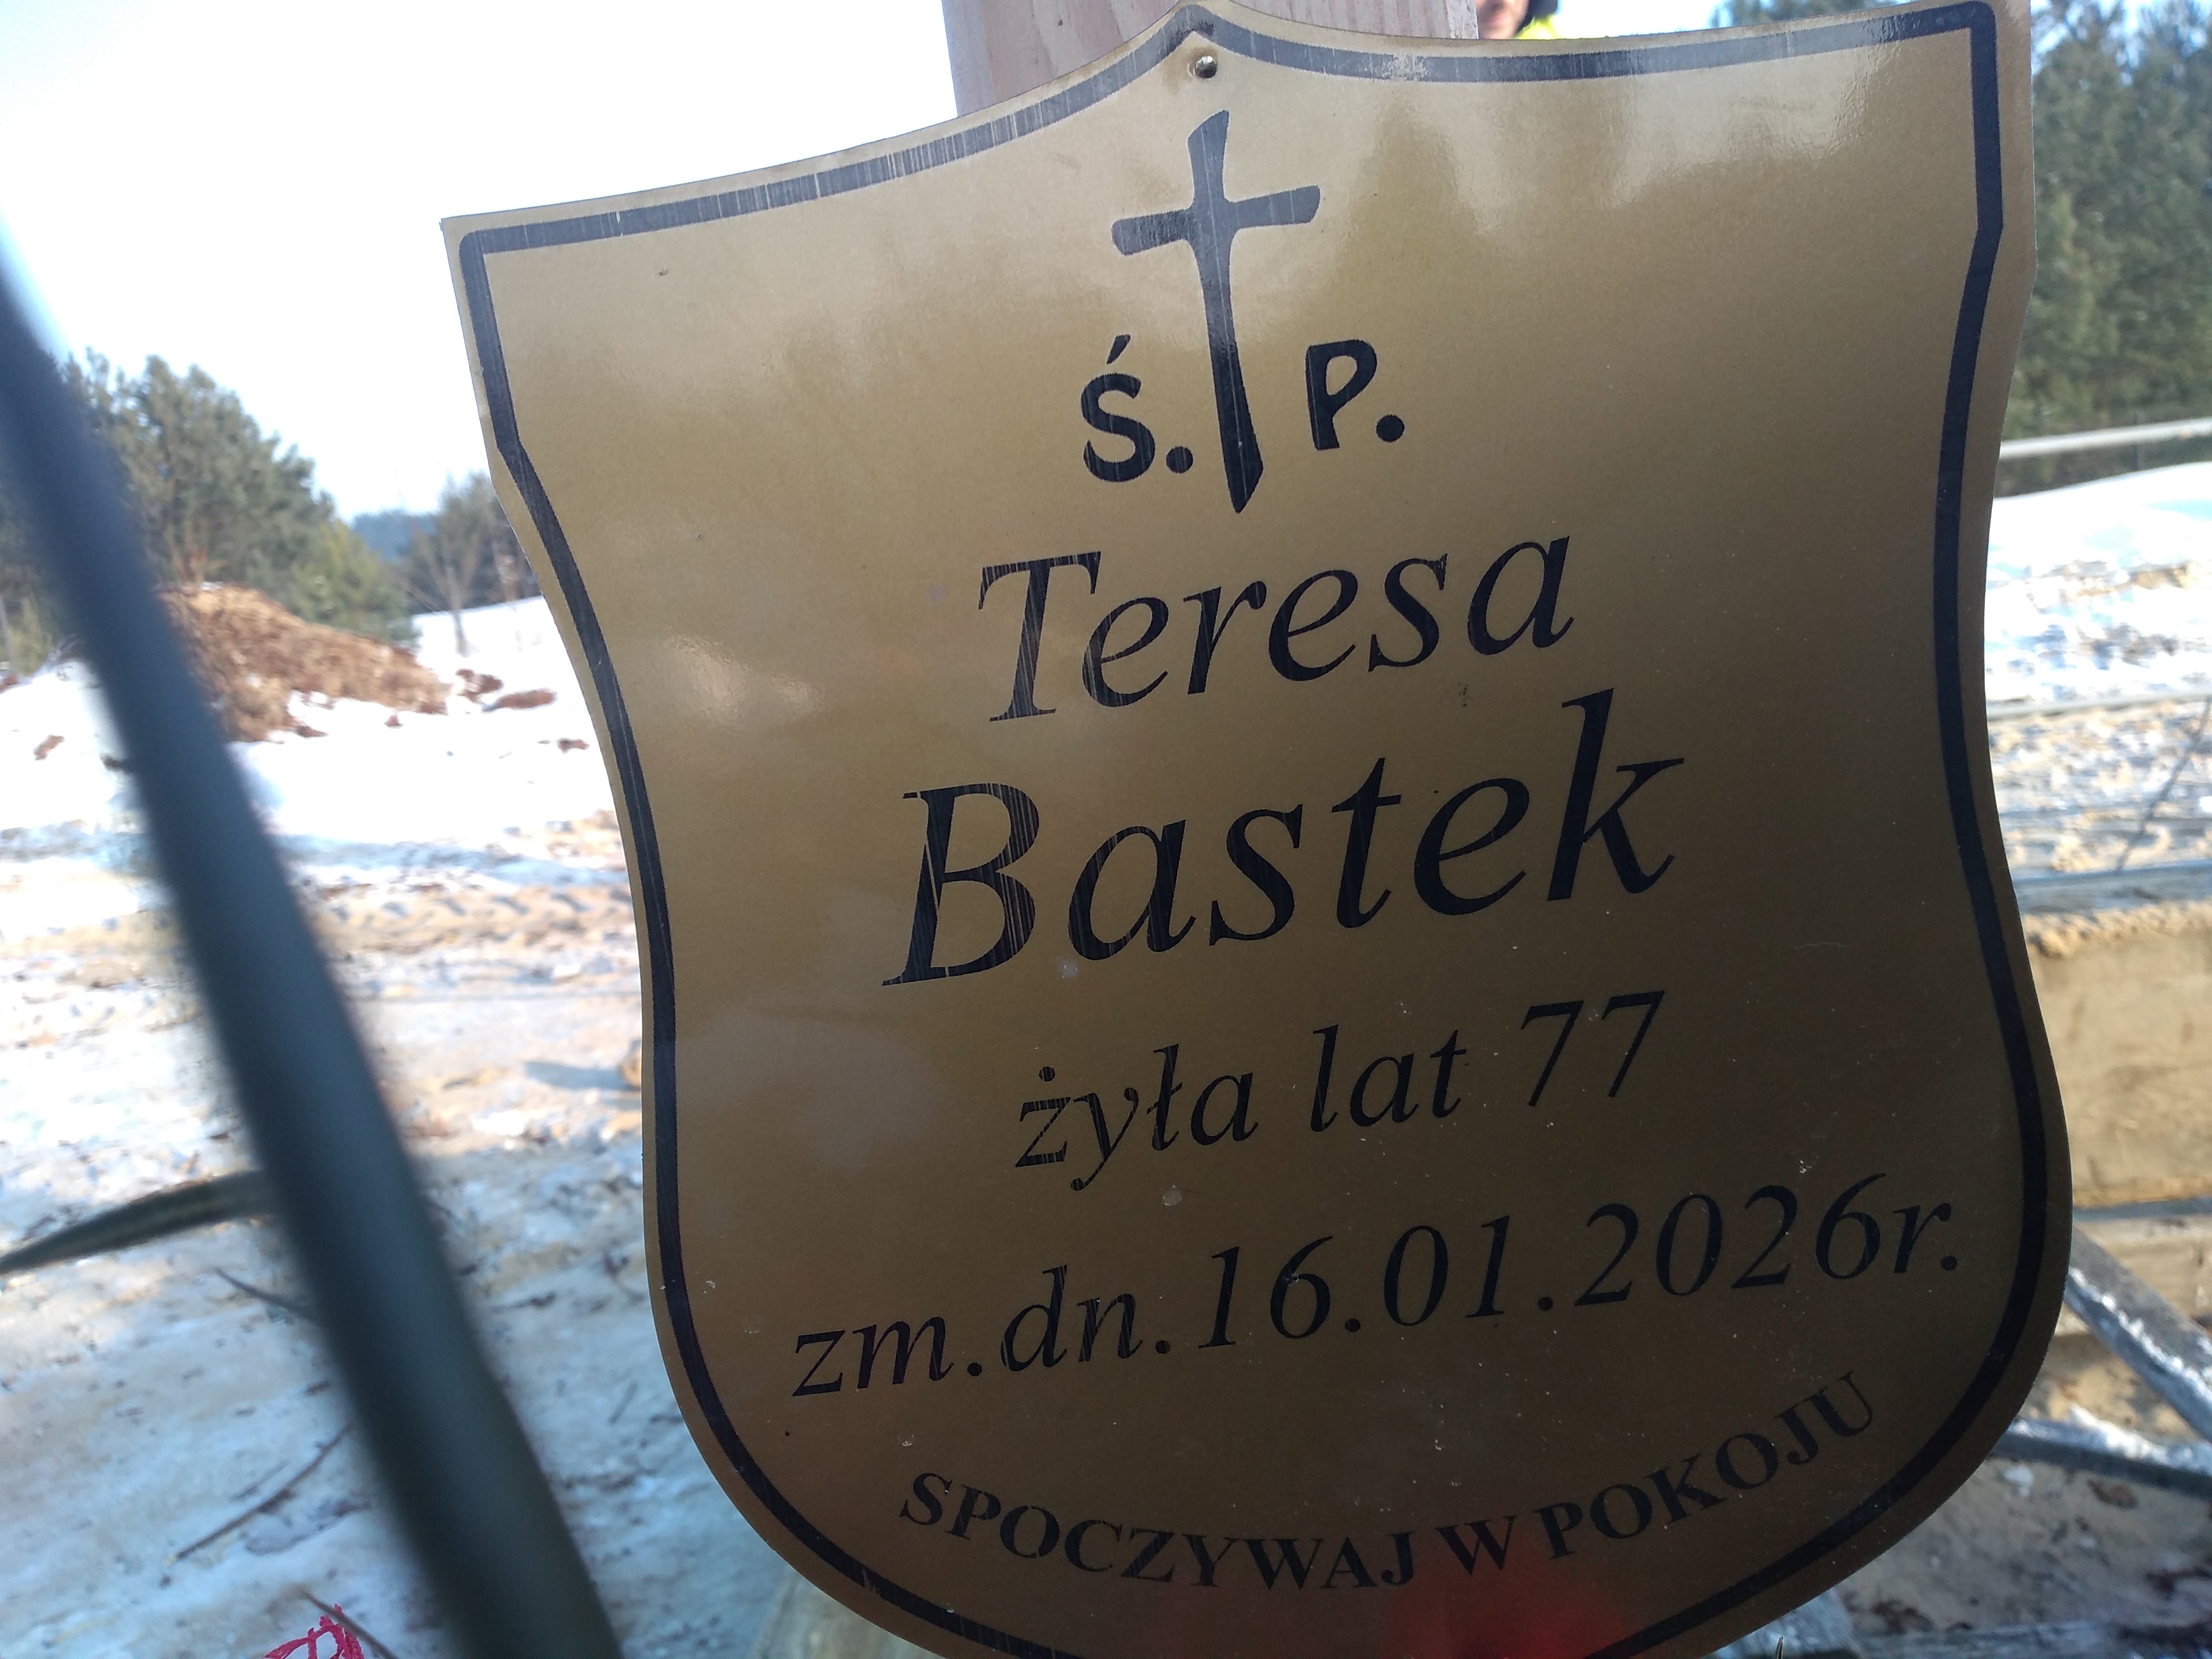 Ś. P.
Teresa
Bastek
żyła lat 77
zm.dn.16.01.2026r.
SPOCZYWAJ W POKOJU